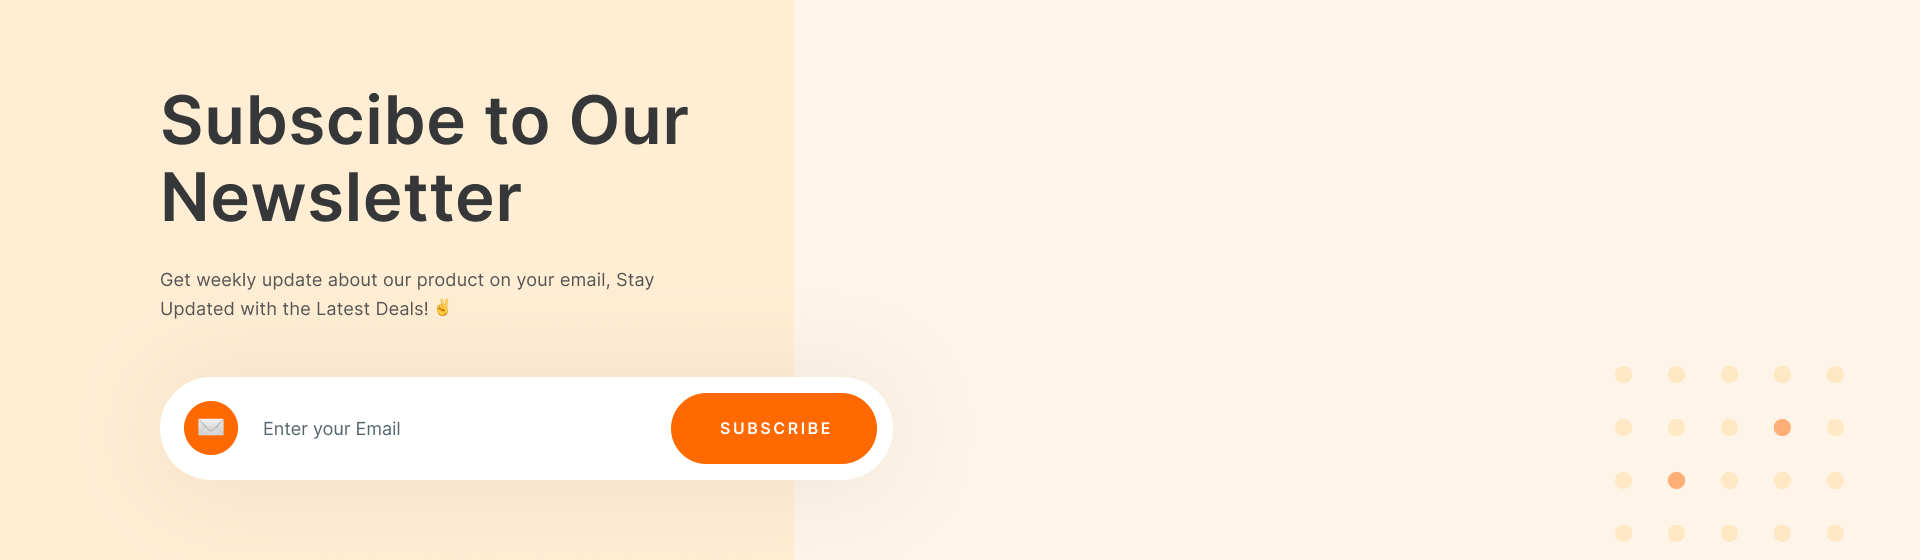 Subscibe to Our
Newsletter
Get weekly update about our product on your email, Stay
Updated with the Latest Deals! ✌
Enter your Email
SUBSCRIBE